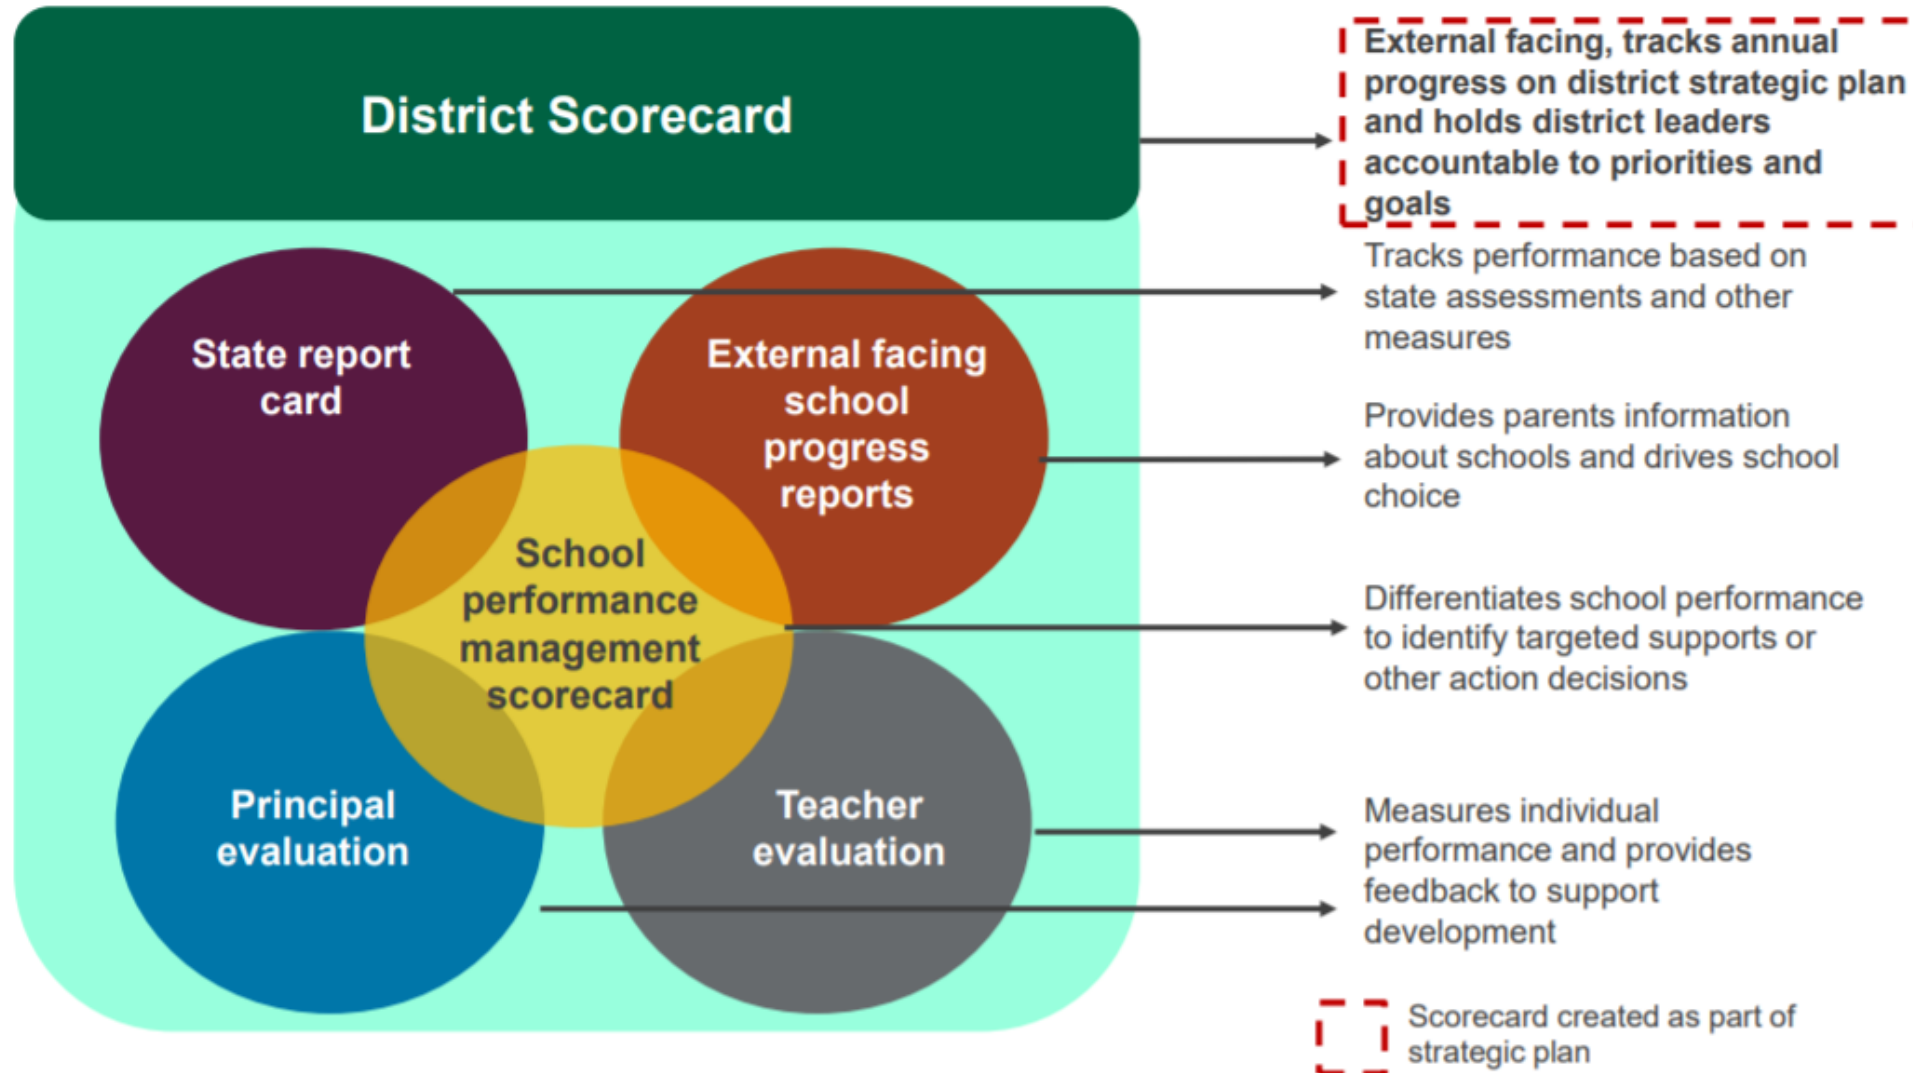 District Scorecard
External facing, tracks annual
progress on district strategic plan
and holds district leaders
accountable to priorities and
goals
State report
card
External facing
school
progress
reports
School
performance
management
scorecard
Principal
evaluation
Teacher
evaluation
Tracks performance based on
state assessments and other
measures
Provides parents information
about schools and drives school
choice
Differentiates school performance
to identify targeted supports or
other action decisions
Measures individual
performance and provides
feedback to support
development
Scorecard created as part of
strategic plan